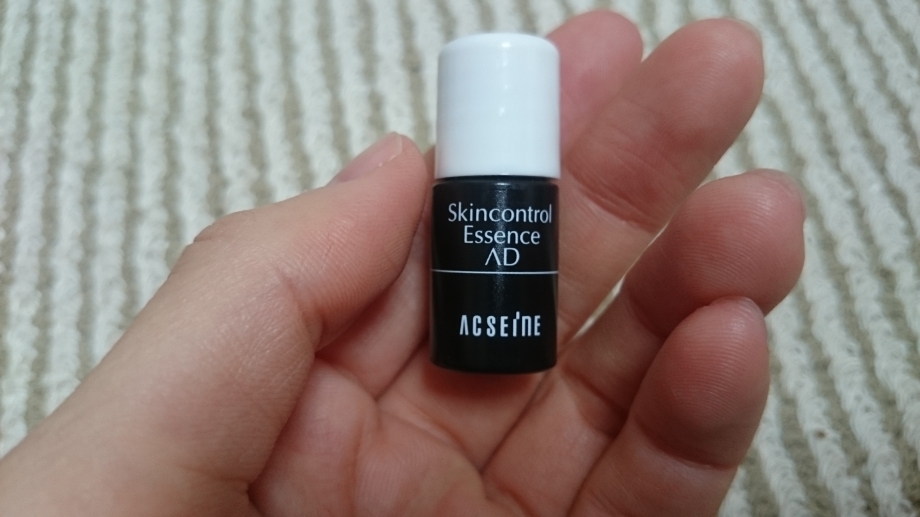 Skincontrol
Essence
AD
ACSEINE